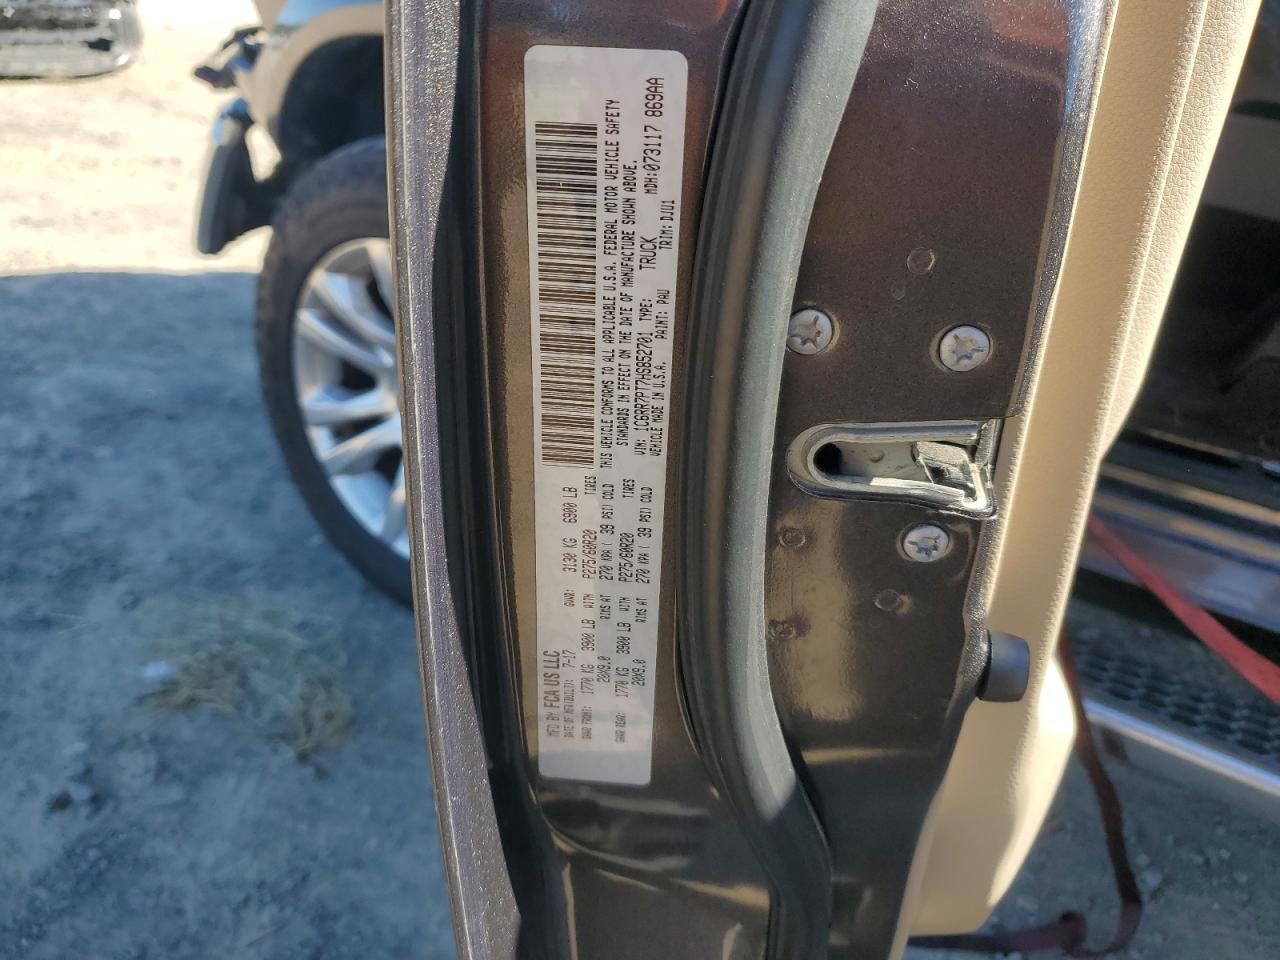 MFD BY FCA US LLC
DATE OF MFR(BUILT): 7-17 GVWR: 3130 KG 6900 LB
GAWR FRONT: 1770 KG 3900 LB WITH P275/60R20 TIRES
20X9.0 RIMS AT 270 KPA ( 39 PSI) COLD
GAWR REAR: 1770 KG 3900 LB WITH P275/60R20 TIRES
20X9.0 RIMS AT 270 KPA ( 39 PSI) COLD
THIS VEHICLE CONFORMS TO ALL APPLICABLE U.S.A. FEDERAL MOTOR VEHICLE SAFETY
STANDARDS IN EFFECT ON THE DATE OF MANUFACTURE SHOWN ABOVE.
VIN: 1C6RR7PT7HS852701 TYPE: TRUCK MDH:073117 869AA
VEHICLE MADE IN U.S.A. PAINT: PAU TRIM: DJU1